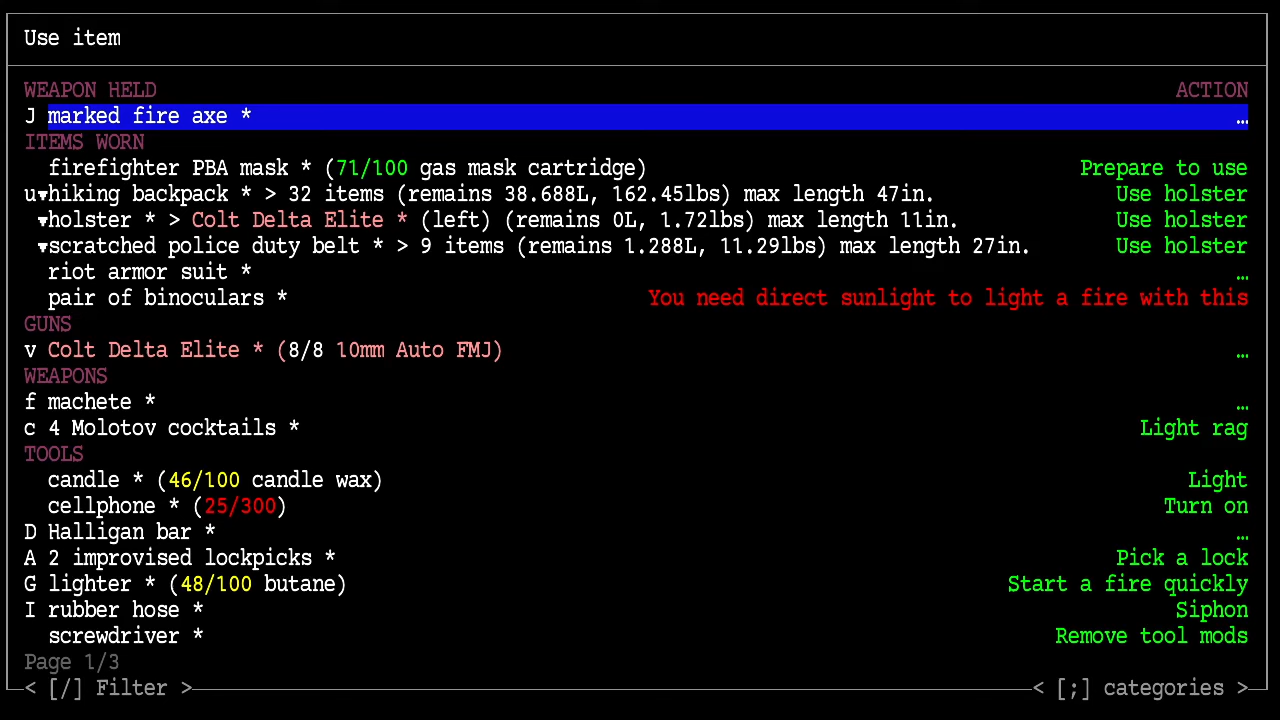 Use item
WEAPON HELD ACTION
J marked fire axe * …
ITEMS WORN
firefighter PBA mask * (71/100 gas mask cartridge) Prepare to use
u▾hiking backpack * > 32 items (remains 38.688L, 162.45lbs) max length 47in. Use holster
▾holster * > Colt Delta Elite * (left) (remains 0L, 1.72lbs) max length 11in. Use holster
▾scratched police duty belt * > 9 items (remains 1.288L, 11.29lbs) max length 27in. Use holster
riot armor suit * …
pair of binoculars * You need direct sunlight to light a fire with this
GUNS
v Colt Delta Elite * (8/8 10mm Auto FMJ) …
WEAPONS
f machete * …
c 4 Molotov cocktails * Light rag
TOOLS
candle * (46/100 candle wax) Light
cellphone * (25/300) Turn on
D Halligan bar * …
A 2 improvised lockpicks * Pick a lock
G lighter * (48/100 butane) Start a fire quickly
I rubber hose * Siphon
screwdriver * Remove tool mods
Page 1/3
< [/] Filter > < [;] categories >